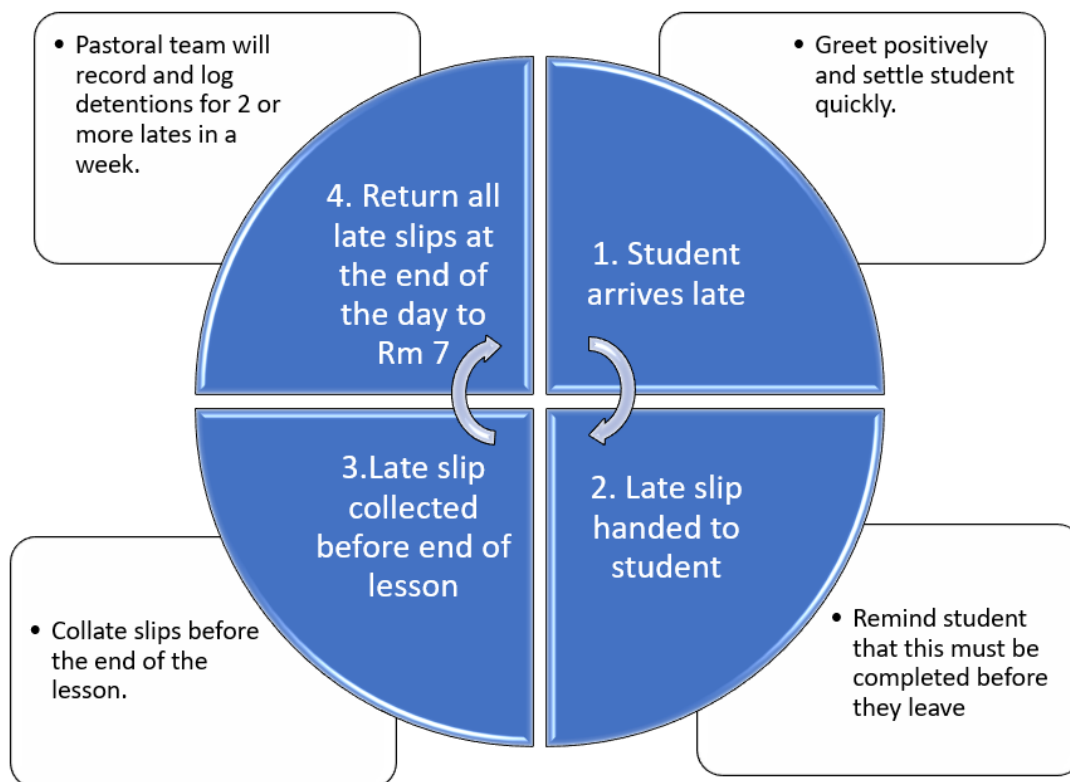 • Pastoral team will
record and log
detentions for 2 or
more lates in a
week.
• Greet positively
and settle student
quickly.
4. Return all
late slips at
the end of
the day to
Rm 7
1. Student
arrives late
3.Late slip
collected
before end of
lesson
2. Late slip
handed to
student
• Collate slips before
the end of the
lesson.
• Remind student
that this must be
completed before
they leave